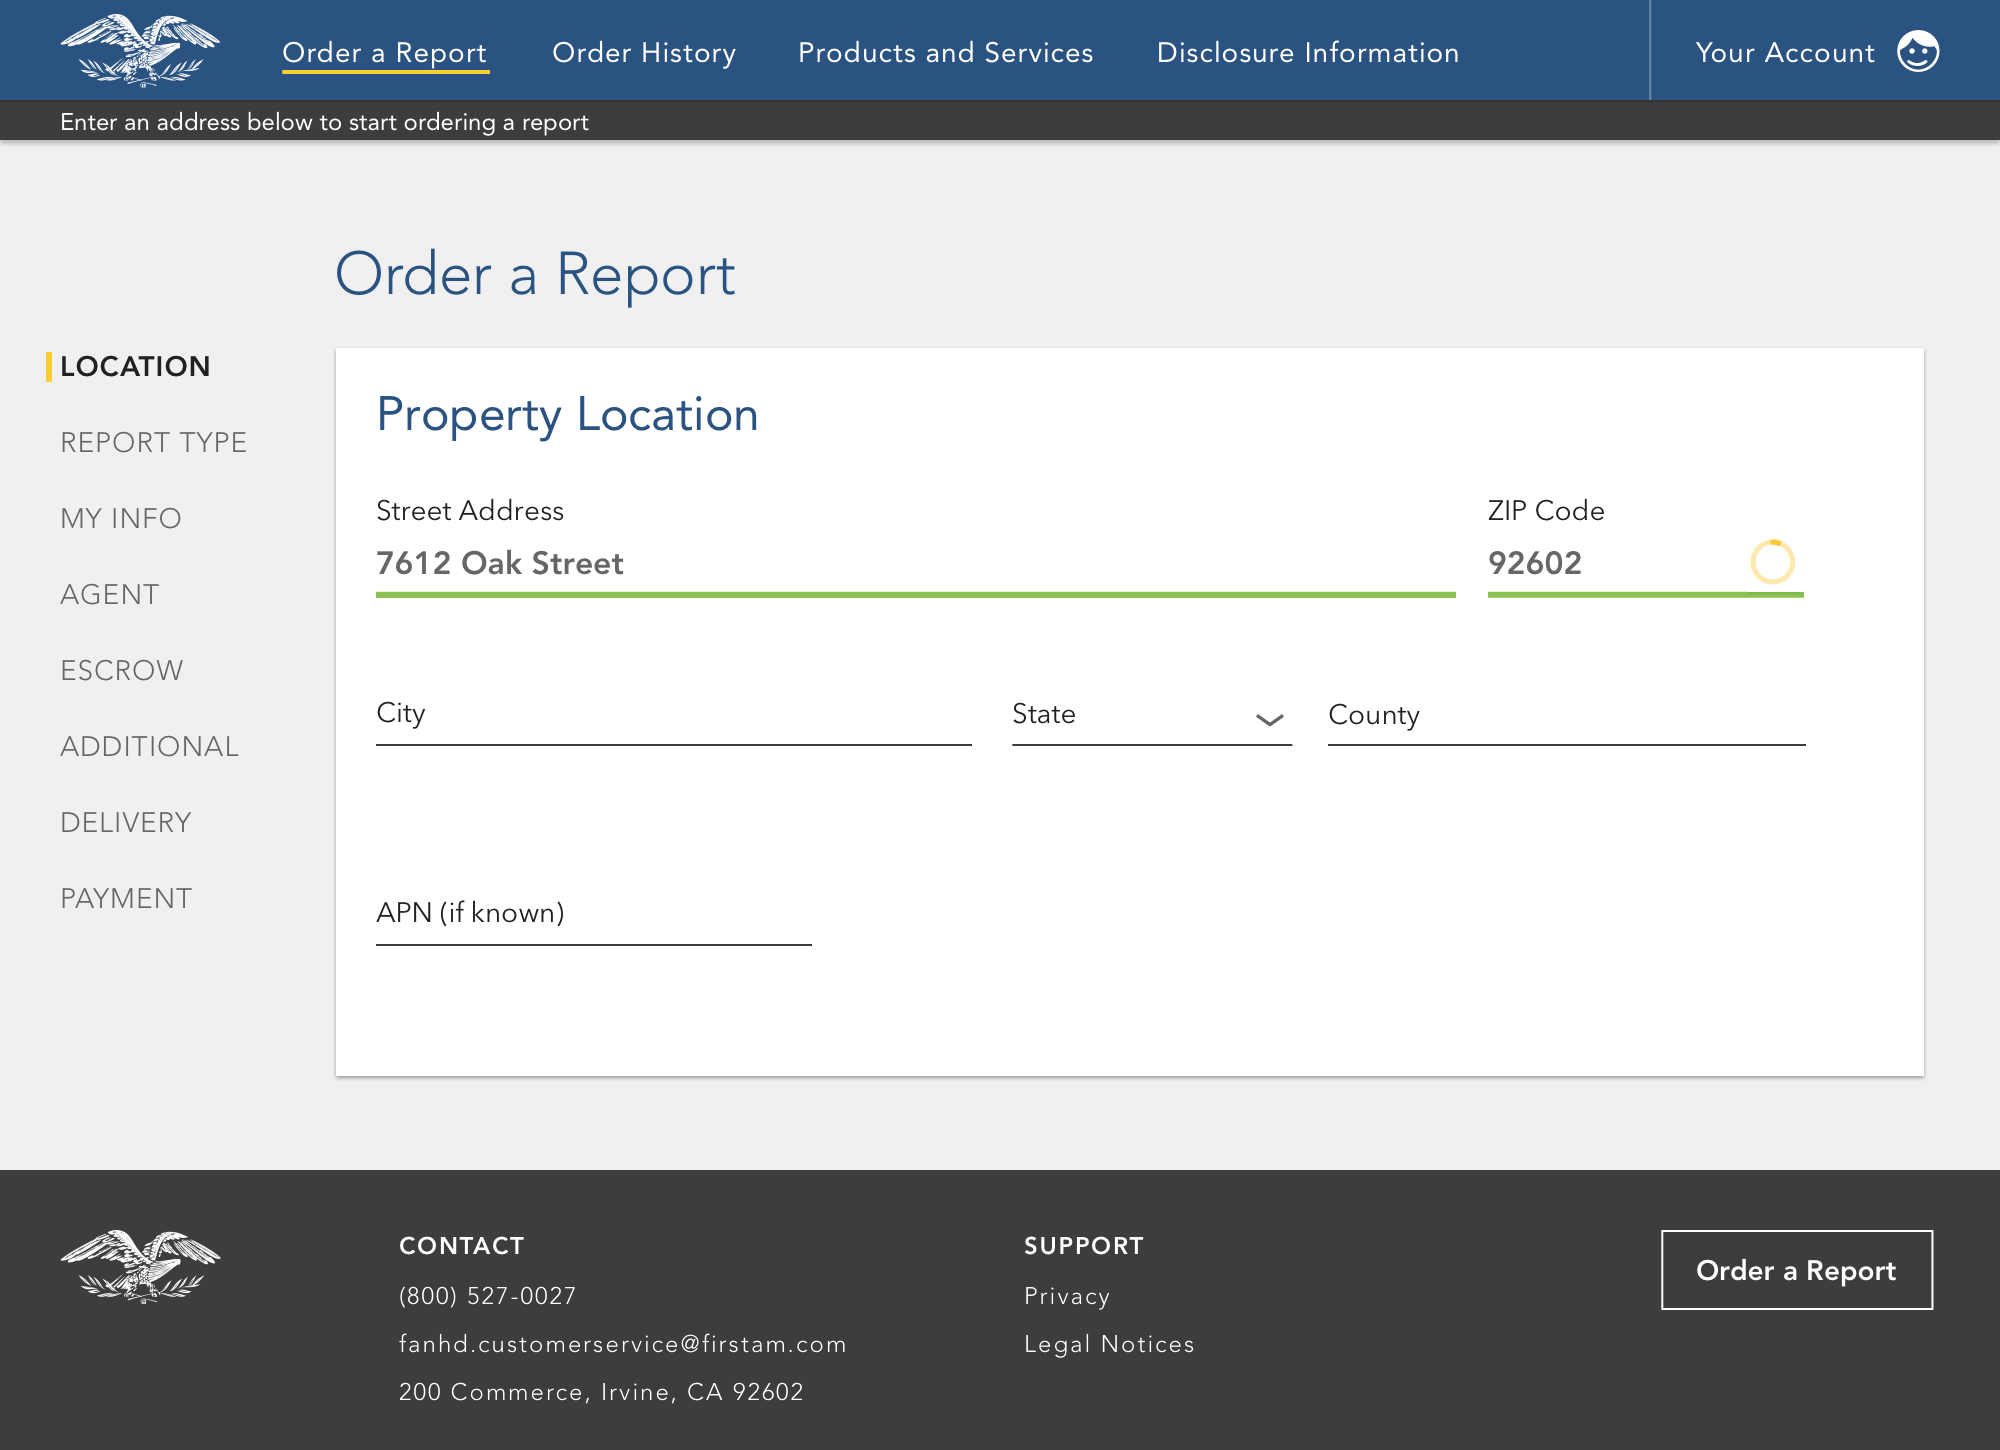 Order a Report
Order History
Products and Services
Disclosure Information
Your Account
Enter an address below to start ordering a report
Order a Report
LOCATION
REPORT TYPE
MY INFO
AGENT
ESCROW
ADDITIONAL
DELIVERY
PAYMENT
Property Location
Street Address
7612 Oak Street
ZIP Code
92602
City
State
County
APN (if known)
CONTACT
(800) 527-0027
fanhd.customerservice@firstam.com
200 Commerce, Irvine, CA 92602
SUPPORT
Privacy
Legal Notices
Order a Report